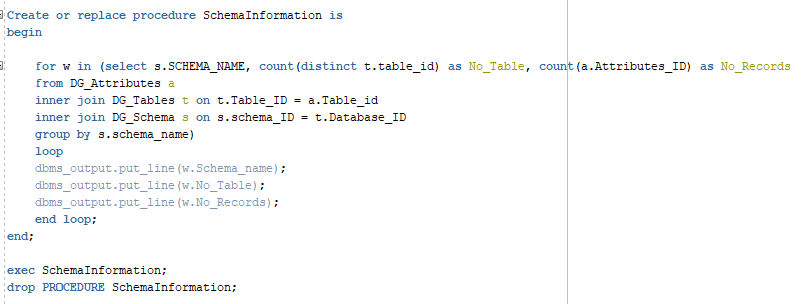 Create or replace procedure SchemaInformation is
begin
for w in (select s.SCHEMA_NAME, count(distinct t.table_id) as No_Table, count(a.Attributes_ID) as No_Records
from DG_Attributes a
inner join DG_Tables t on t.Table_ID = a.Table_id
inner join DG_Schema s on s.schema_ID = t.Database_ID
group by s.schema_name)
loop
dbms_output.put_line(w.Schema_name);
dbms_output.put_line(w.No_Table);
dbms_output.put_line(w.No_Records);
end loop;
end;
exec SchemaInformation;
drop PROCEDURE SchemaInformation;